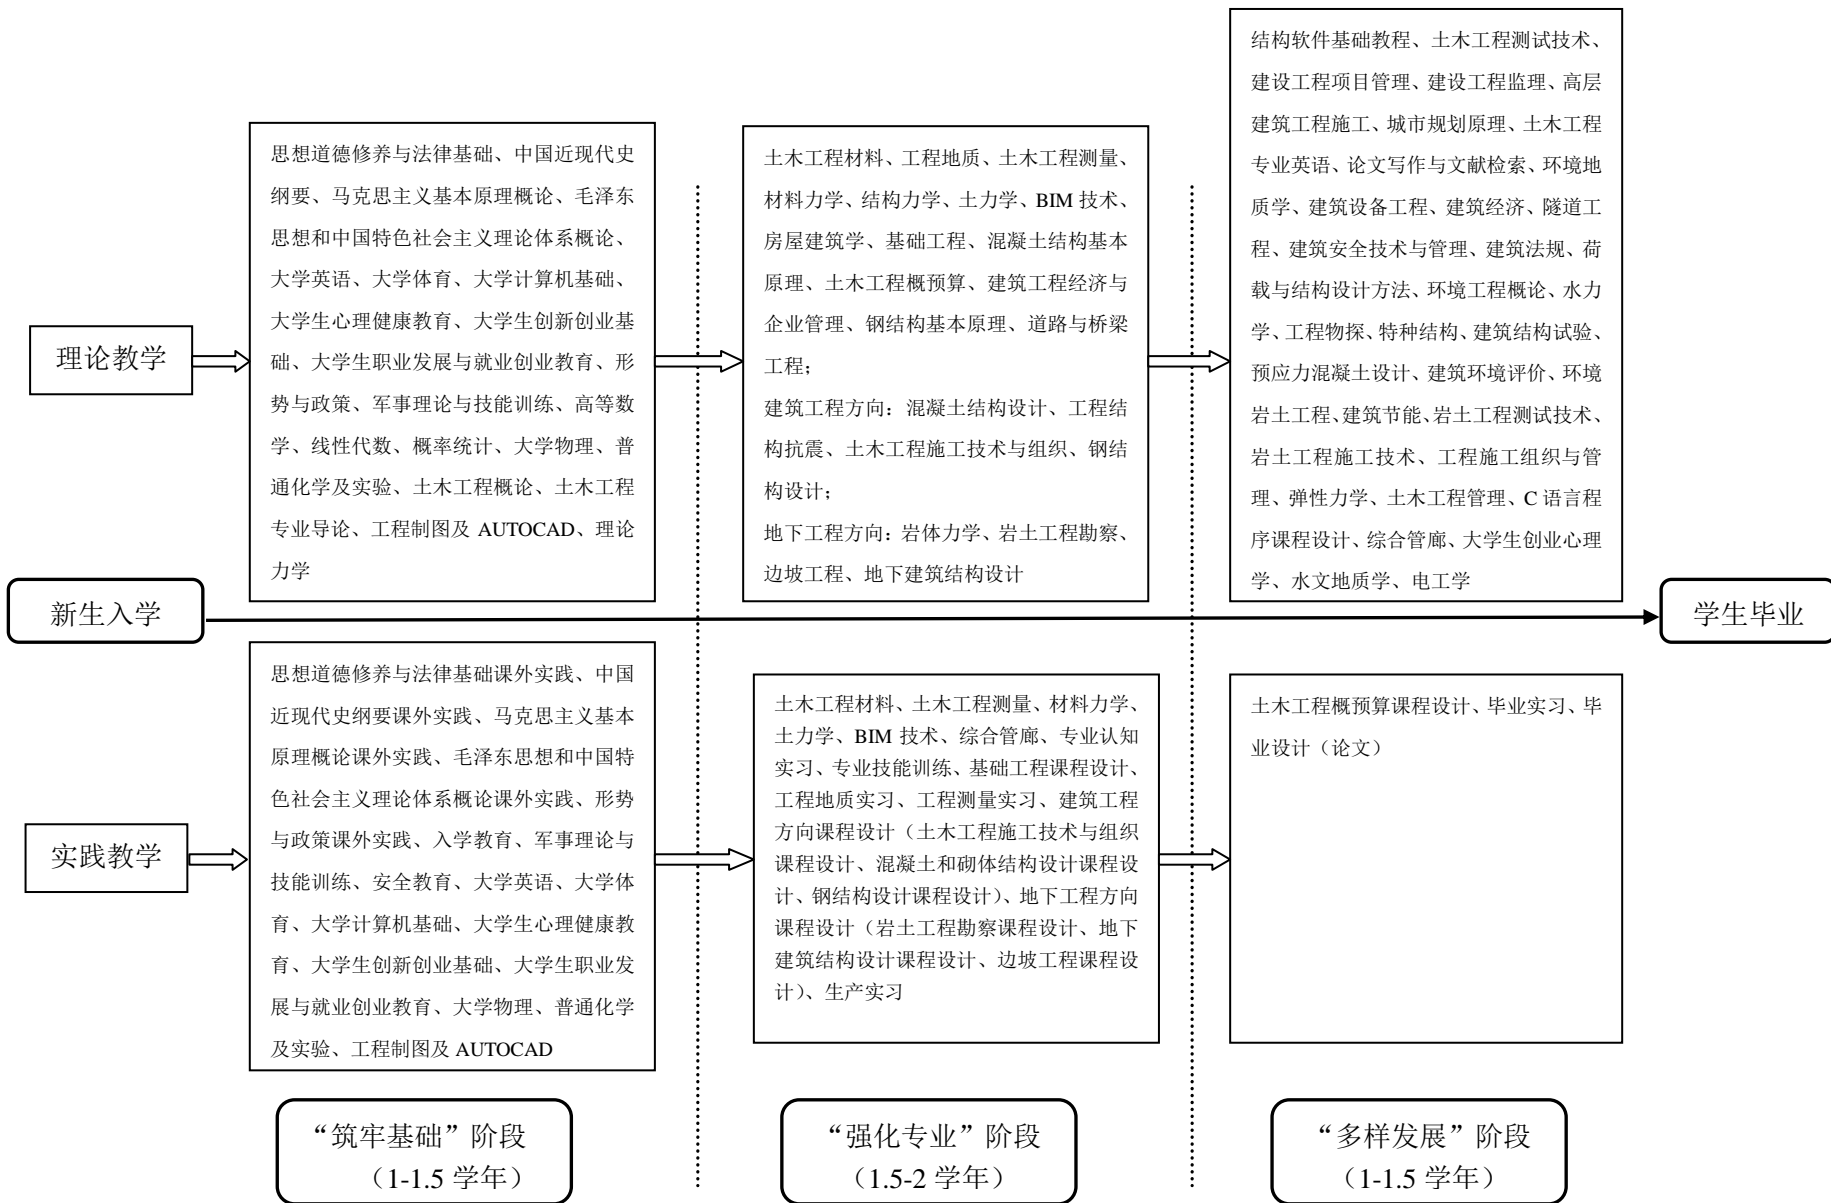 思想道德修养与法律基础、中国近现代史
纲要、马克思主义基本原理概论、毛泽东
思想和中国特色社会主义理论体系概论、
大学英语、大学体育、大学计算机基础、
大学生心理健康教育、大学生创新创业基
础、大学生职业发展与就业创业教育、形
势与政策、军事理论与技能训练、高等数
学、线性代数、概率统计、大学物理、普
通化学及实验、土木工程概论、土木工程
专业导论、工程制图及 AUTOCAD、理论
力学
土木工程材料、工程地质、土木工程测量、
材料力学、结构力学、土力学、BIM 技术、
房屋建筑学、基础工程、混凝土结构基本
原理、土木工程概预算、建筑工程经济与
企业管理、钢结构基本原理、道路与桥梁
工程；
建筑工程方向：混凝土结构设计、工程结
构抗震、土木工程施工技术与组织、钢结
构设计；
地下工程方向：岩体力学、岩土工程勘察、
边坡工程、地下建筑结构设计
结构软件基础教程、土木工程测试技术、
建设工程项目管理、建设工程监理、高层
建筑工程施工、城市规划原理、土木工程
专业英语、论文写作与文献检索、环境地
质学、建筑设备工程、建筑经济、隧道工
程、建筑安全技术与管理、建筑法规、荷
载与结构设计方法、环境工程概论、水力
学、工程物探、特种结构、建筑结构试验、
预应力混凝土设计、建筑环境评价、环境
岩土工程、建筑节能、岩土工程测试技术、
岩土工程施工技术、工程施工组织与管
理、弹性力学、土木工程管理、C 语言程
序课程设计、综合管廊、大学生创业心理
学、水文地质学、电工学
理论教学
新生入学
学生毕业
实践教学
思想道德修养与法律基础课外实践、中国
近现代史纲要课外实践、马克思主义基本
原理概论课外实践、毛泽东思想和中国特
色社会主义理论体系概论课外实践、形势
与政策课外实践、入学教育、军事理论与
技能训练、安全教育、大学英语、大学体
育、大学计算机基础、大学生心理健康教
育、大学生创新创业基础、大学生职业发
展与就业创业教育、大学物理、普通化学
及实验、工程制图及 AUTOCAD
土木工程材料、土木工程测量、材料力学、
土力学、BIM 技术、综合管廊、专业认知
实习、专业技能训练、基础工程课程设计、
工程地质实习、工程测量实习、建筑工程
方向课程设计（土木工程施工技术与组织
课程设计、混凝土和砌体结构设计课程设
计、钢结构设计课程设计）、地下工程方向
课程设计（岩土工程勘察课程设计、地下
建筑结构设计课程设计、边坡工程课程设
计）、生产实习
土木工程概预算课程设计、毕业实习、毕
业设计（论文）
“筑牢基础”阶段
（1-1.5 学年）
“强化专业”阶段
（1.5-2 学年）
“多样发展”阶段
（1-1.5 学年）